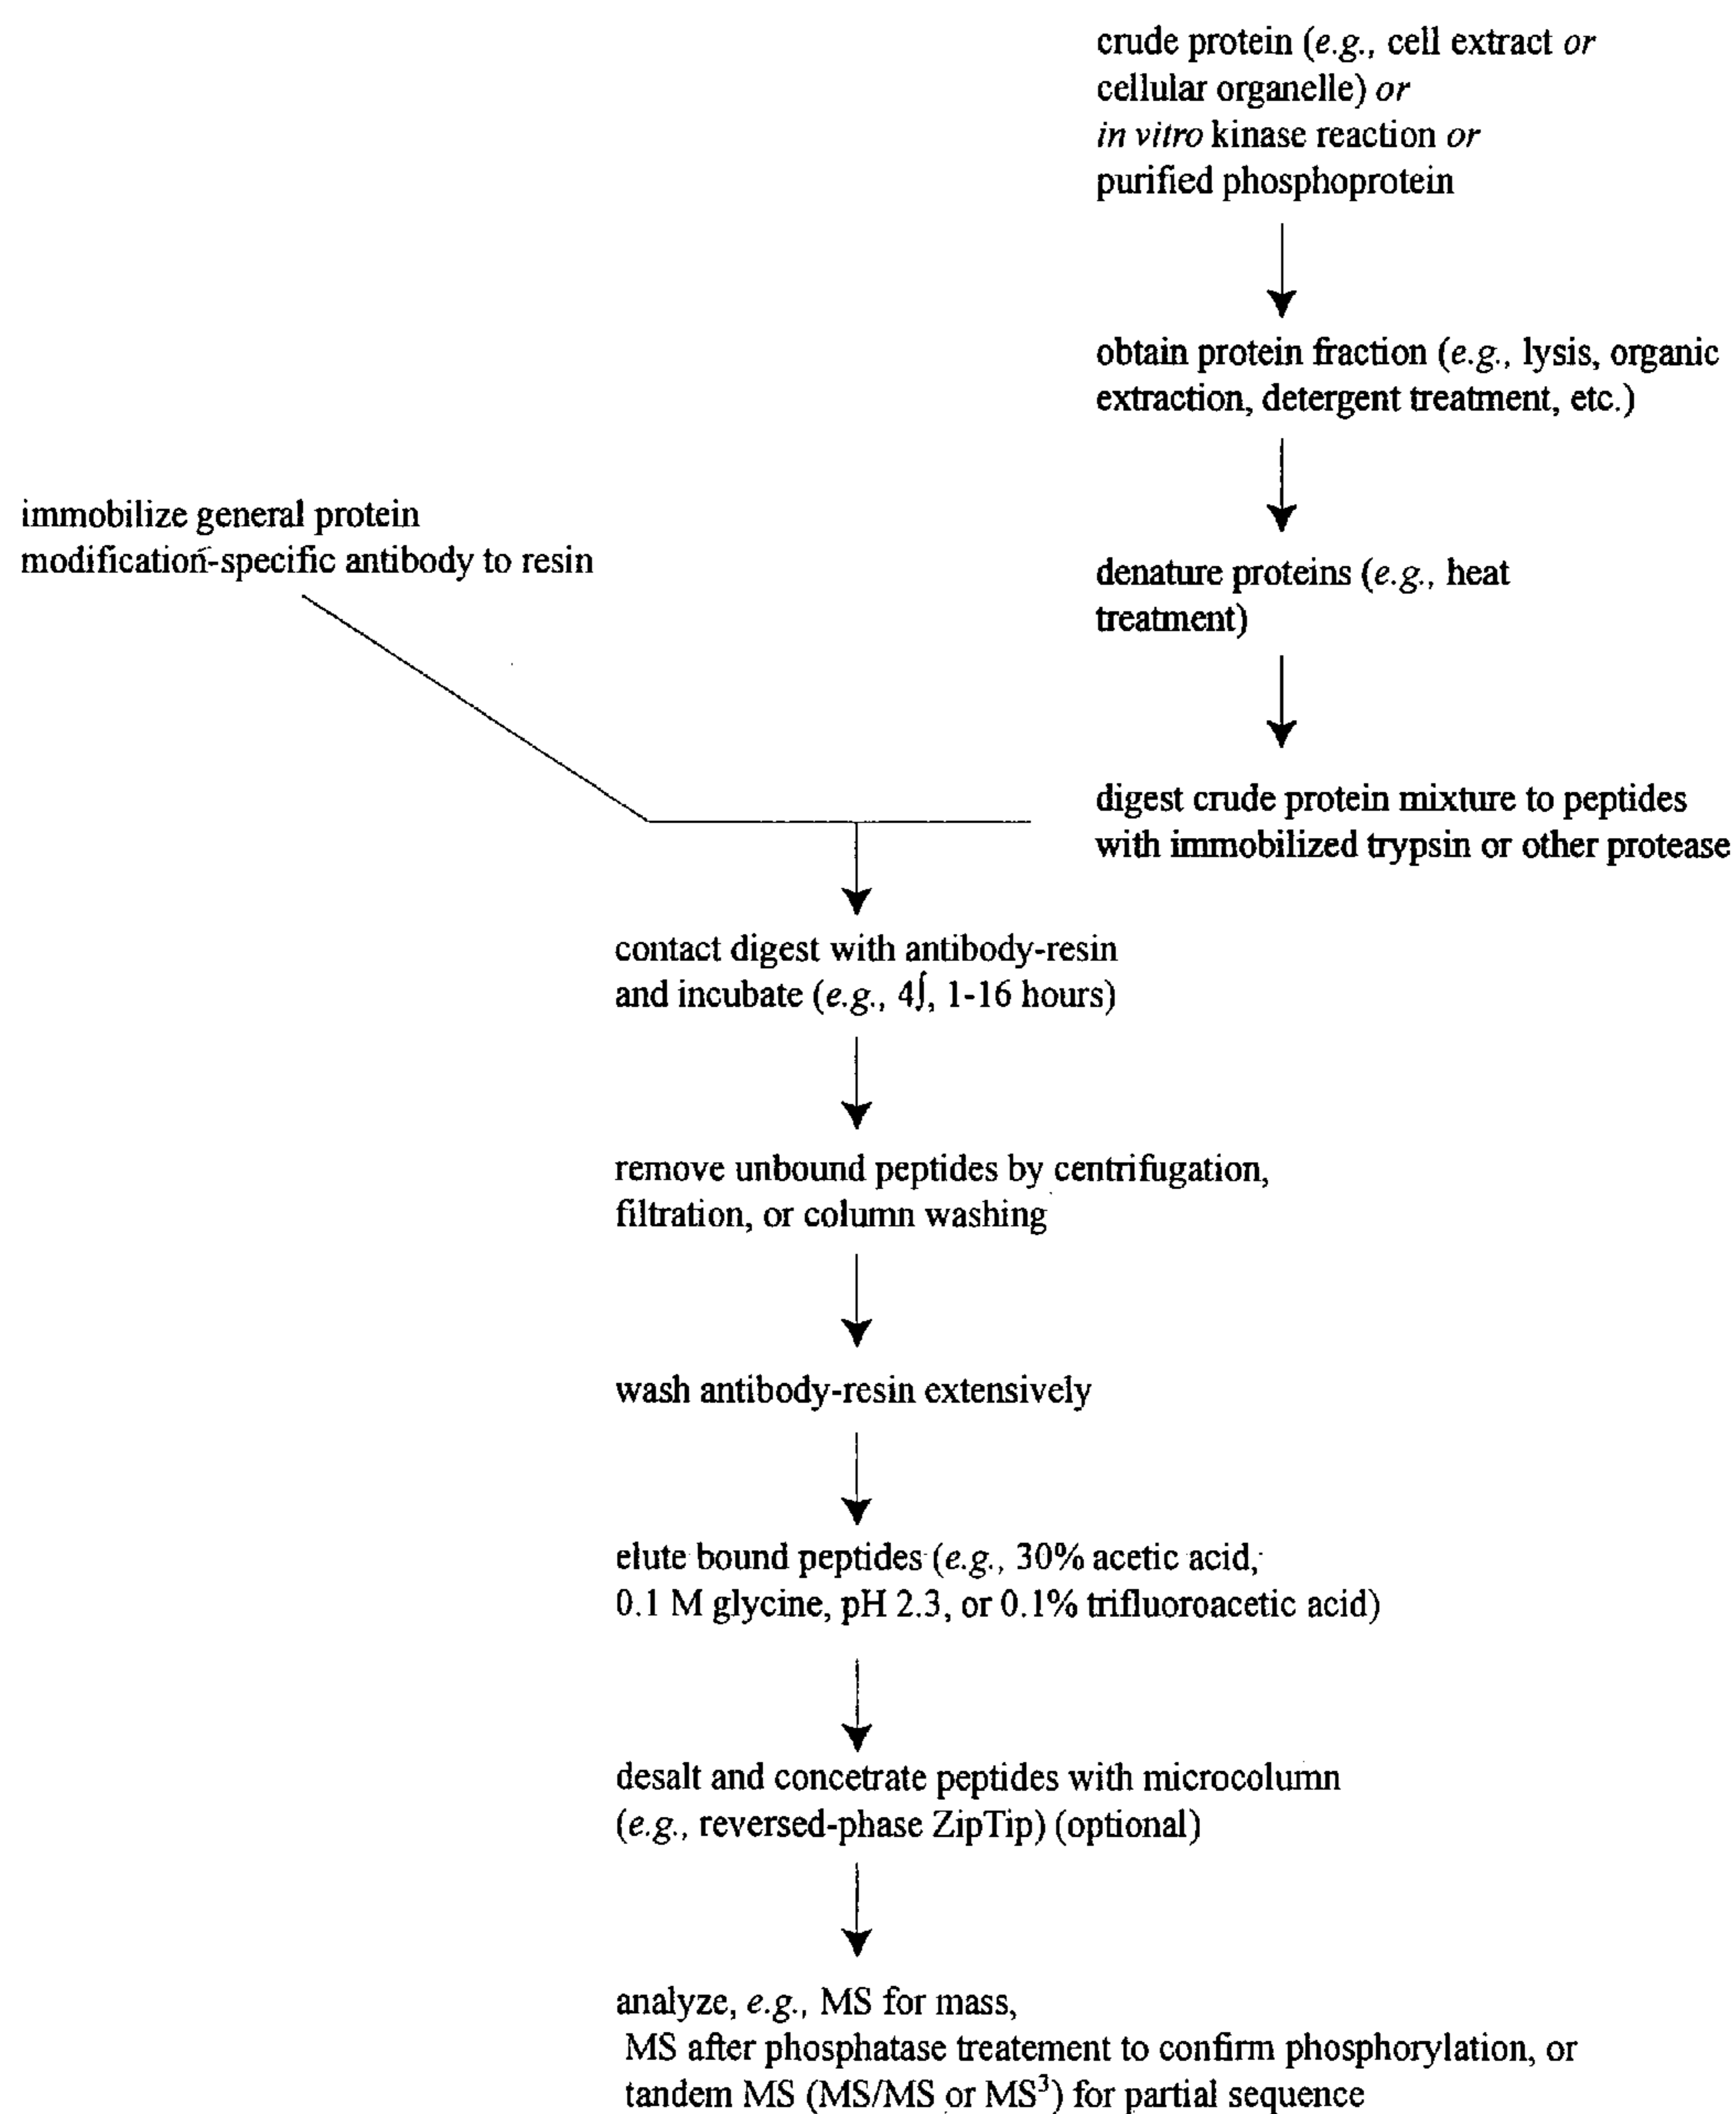 crude protein (e.g., cell extract or
cellular organelle) or
in vitro kinase reaction or
purified phosphoprotein
obtain protein fraction (e.g., lysis, organic
extraction, detergent treatment, etc.)
immobilize general protein
modification-specific antibody to resin
denature proteins (e.g., heat
treatment)
digest crude protein mixture to peptides
with immobilized trypsin or other protease
contact digest with antibody-resin
and incubate (e.g., 4∫, 1-16 hours)
remove unbound peptides by centrifugation,
filtration, or column washing
wash antibody-resin extensively
elute bound peptides (e.g., 30% acetic acid,
0.1 M glycine, pH 2.3, or 0.1% trifluoroacetic acid)
desalt and concetrate peptides with microcolumn
(e.g., reversed-phase ZipTip) (optional)
analyze, e.g., MS for mass,
MS after phosphatase treatement to confirm phosphorylation, or
tandem MS (MS/MS or MS³) for partial sequence